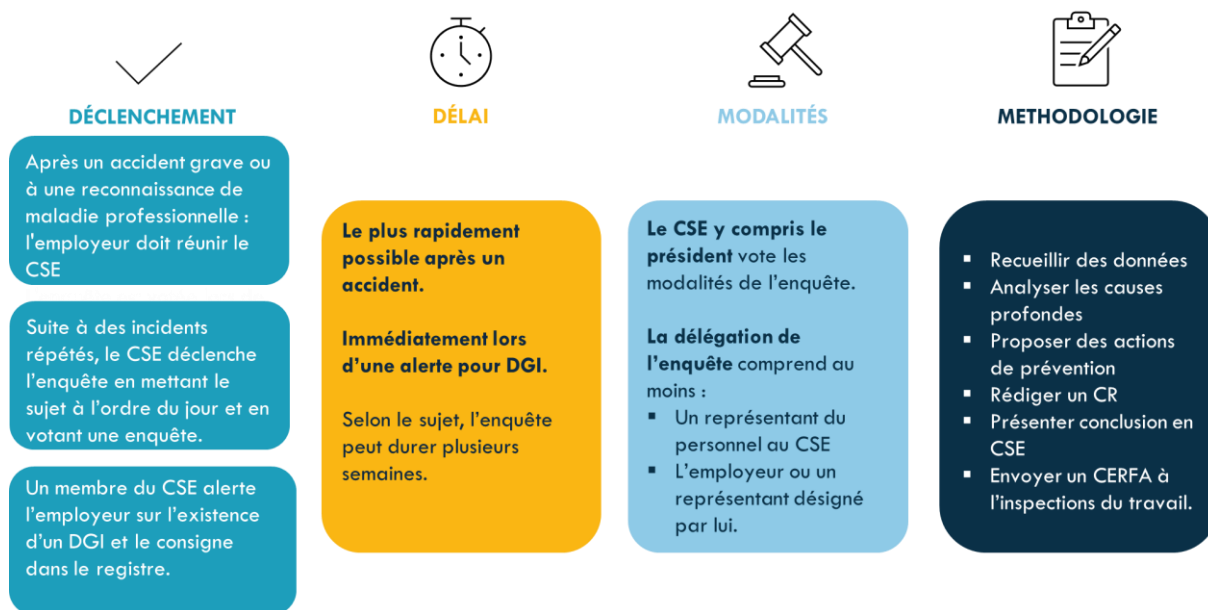 DÉCLENCHEMENT
Après un accident grave ou
à une reconnaissance de
maladie professionnelle :
l'employeur doit réunir le
CSE
Suite à des incidents
répétés, le CSE déclenche
l'enquête en mettant le
sujet à l'ordre du jour et en
votant une enquête.
Un membre du CSE alerte
l'employeur sur l'existence
d'un DGI et le consigne
dans le registre.
DÉLAI
Le plus rapidement
possible après un
accident.
Immédiatement lors
d'une alerte pour DGI.
Selon le sujet, l'enquête
peut durer plusieurs
semaines.
MODALITÉS
Le CSE y compris le
président vote les
modalités de l'enquête.
La délégation de
l'enquête comprend au
moins :
▪ Un représentant du
personnel au CSE
▪ L'employeur ou un
représentant désigné
par lui.
METHODOLOGIE
▪ Recueillir des données
▪ Analyser les causes
profondes
▪ Proposer des actions
de prévention
▪ Rédiger un CR
▪ Présenter conclusion en
CSE
▪ Envoyer un CERFA à
l'inspections du travail.